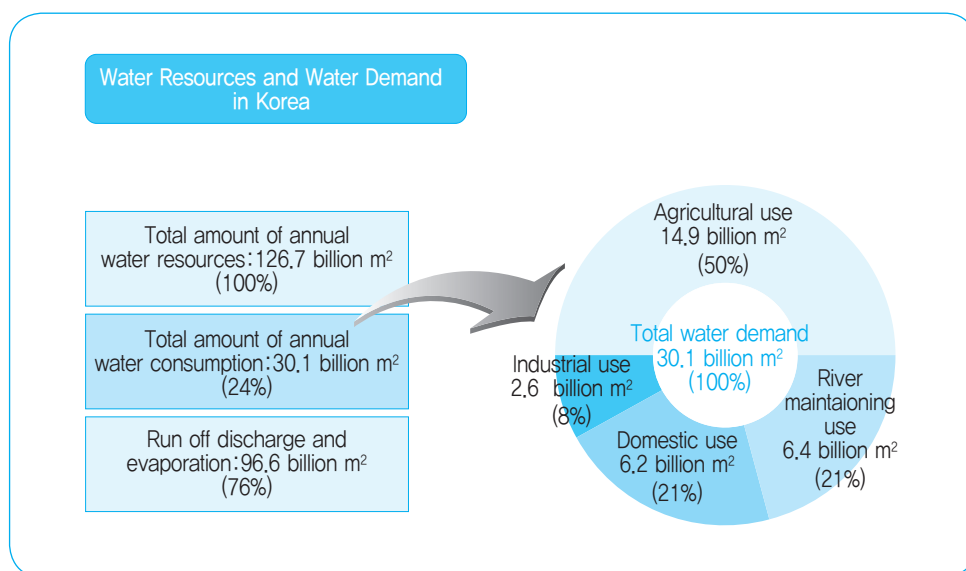 Water Resources and Water Demand
in Korea
Total amount of annual
water resources:126.7 billion m²
(100%)
Total amount of annual
water consumption:30.1 billion m²
(24%)
Run off discharge and
evaporation:96.6 billion m²
(76%)
Agricultural use
14.9 billion m²
(50%)
Total water demand
30.1 billion m²
(100%)
Industrial use
2.6 billion m²
(8%)
Domestic use
6.2 billion m²
(21%)
River
maintaioning
use
6.4 billion m²
(21%)